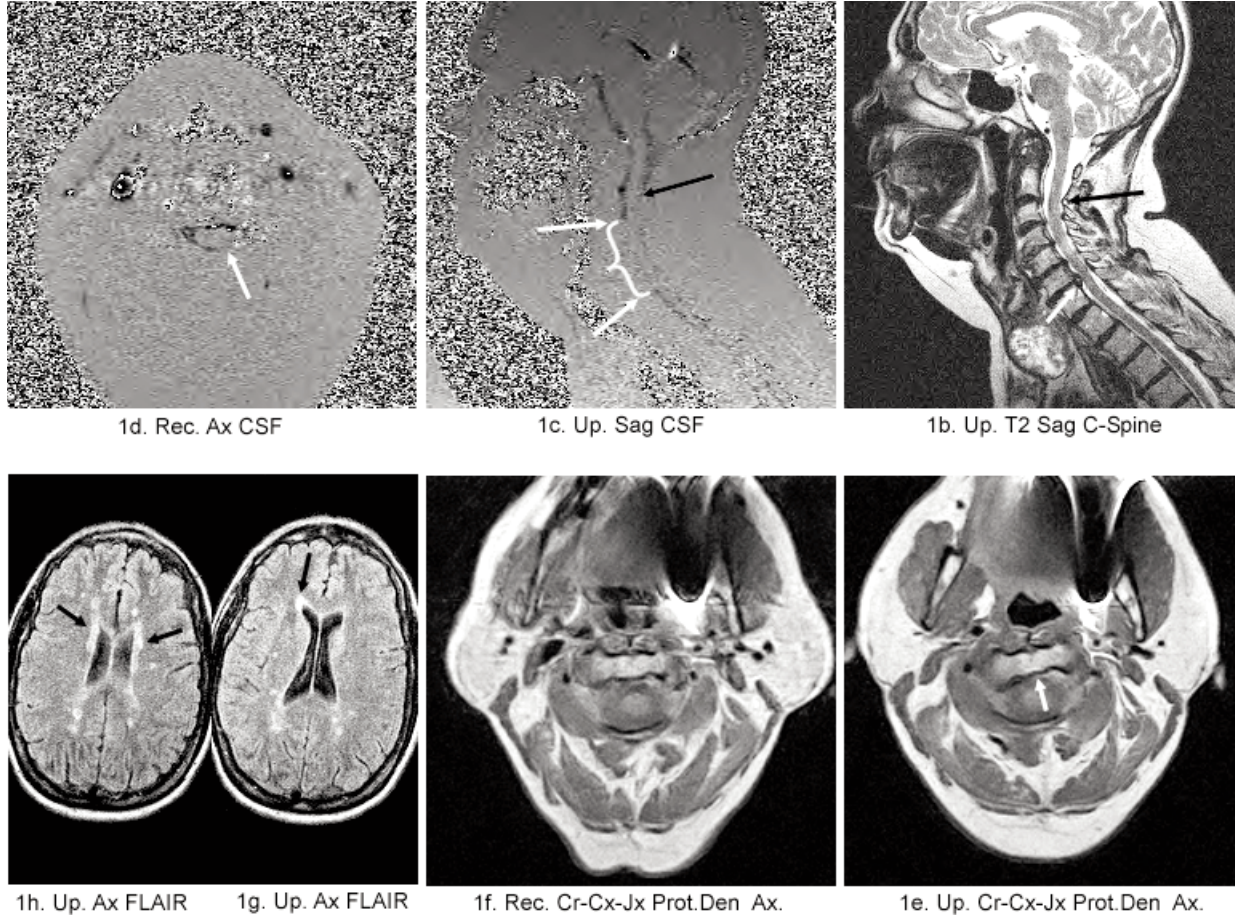 1d. Rec. Ax CSF
1c. Up. Sag CSF
1b. Up. T2 Sag C-Spine
1h. Up. Ax FLAIR
1g. Up. Ax FLAIR
1f. Rec. Cr-Cx-Jx Prot.Den Ax.
1e. Up. Cr-Cx-Jx Prot.Den Ax.